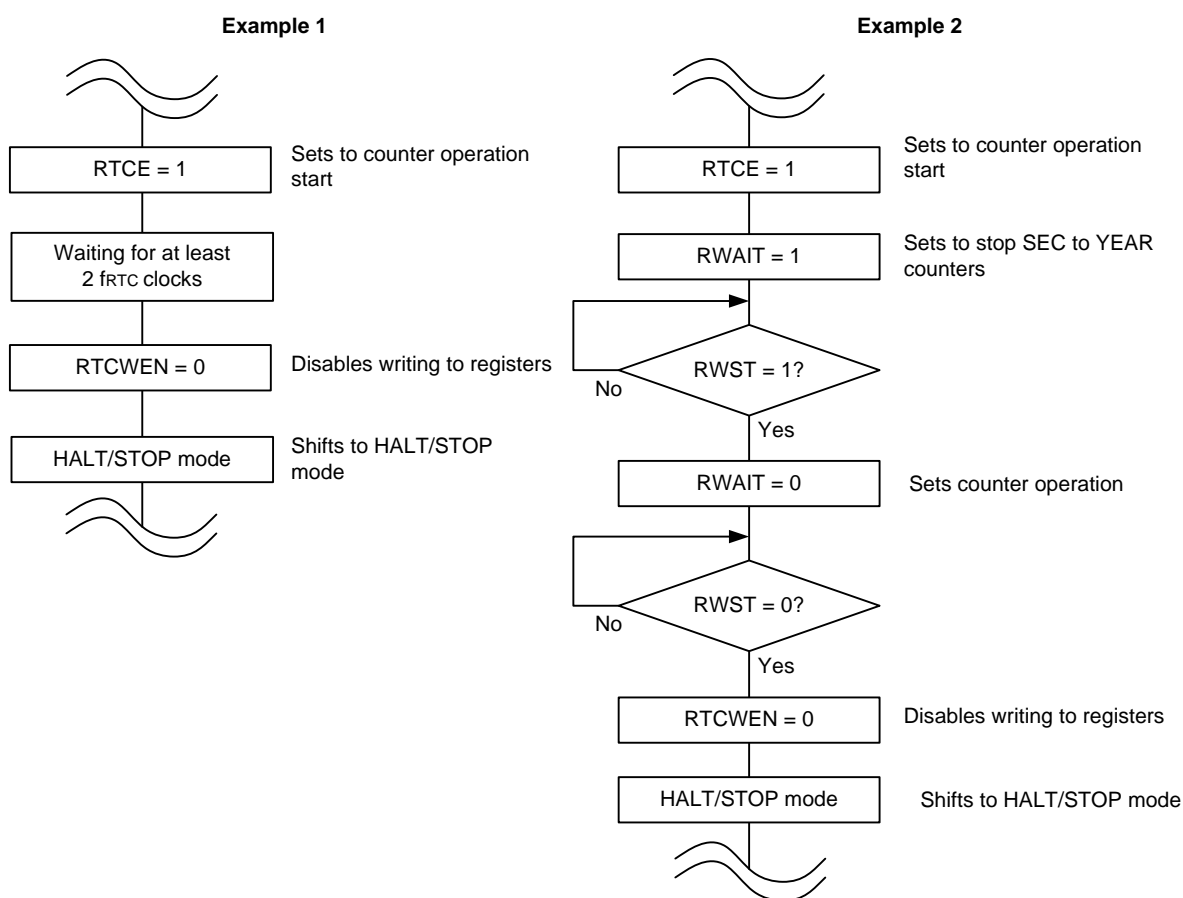 Example 1
RTCE = 1
Sets to counter operation
start
Waiting for at least
2 fRTC clocks
RTCWEN = 0
Disables writing to registers
HALT/STOP mode
Shifts to HALT/STOP
mode
Example 2
RTCE = 1
Sets to counter operation
start
RWAIT = 1
Sets to stop SEC to YEAR
counters
RWST = 1?
No
Yes
RWAIT = 0
Sets counter operation
RWST = 0?
No
Yes
RTCWEN = 0
Disables writing to registers
HALT/STOP mode
Shifts to HALT/STOP mode